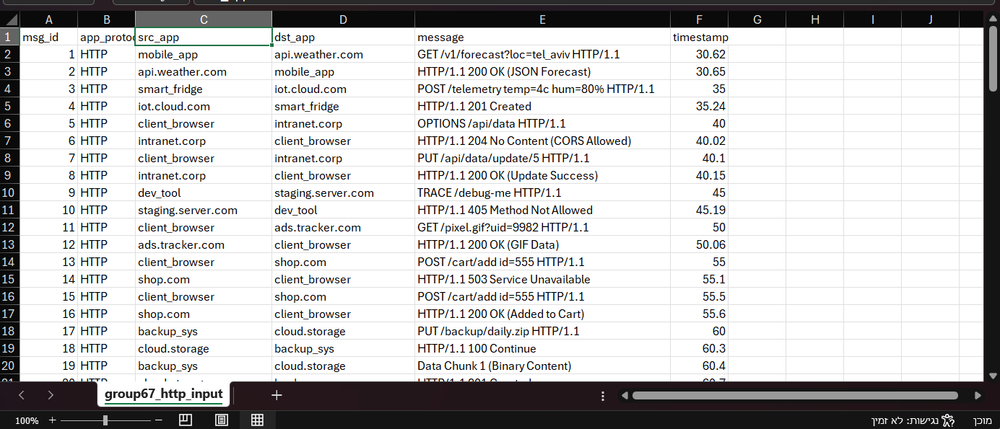 A B C D E F G H I J
1 msg_id app_protoc src_app dst_app message timestamp
2 1 HTTP mobile_app api.weather.com GET /v1/forecast?loc=tel_aviv HTTP/1.1 30.62
3 2 HTTP api.weather.com mobile_app HTTP/1.1 200 OK (JSON Forecast) 30.65
4 3 HTTP smart_fridge iot.cloud.com POST /telemetry temp=4c hum=80% HTTP/1.1 35
5 4 HTTP iot.cloud.com smart_fridge HTTP/1.1 201 Created 35.24
6 5 HTTP client_browser intranet.corp OPTIONS /api/data HTTP/1.1 40
7 6 HTTP intranet.corp client_browser HTTP/1.1 204 No Content (CORS Allowed) 40.02
8 7 HTTP client_browser intranet.corp PUT /api/data/update/5 HTTP/1.1 40.1
9 8 HTTP intranet.corp client_browser HTTP/1.1 200 OK (Update Success) 40.15
10 9 HTTP dev_tool staging.server.com TRACE /debug-me HTTP/1.1 45
11 10 HTTP staging.server.com dev_tool HTTP/1.1 405 Method Not Allowed 45.19
12 11 HTTP client_browser ads.tracker.com GET /pixel.gif?uid=9982 HTTP/1.1 50
13 12 HTTP ads.tracker.com client_browser HTTP/1.1 200 OK (GIF Data) 50.06
14 13 HTTP client_browser shop.com POST /cart/add id=555 HTTP/1.1 55
15 14 HTTP shop.com client_browser HTTP/1.1 503 Service Unavailable 55.1
16 15 HTTP client_browser shop.com POST /cart/add id=555 HTTP/1.1 55.5
17 16 HTTP shop.com client_browser HTTP/1.1 200 OK (Added to Cart) 55.6
18 17 HTTP backup_sys cloud.storage PUT /backup/daily.zip HTTP/1.1 60
19 18 HTTP cloud.storage backup_sys HTTP/1.1 100 Continue 60.3
20 19 HTTP backup_sys cloud.storage Data Chunk 1 (Binary Content) 60.4
group67_http_input
100% נגישות: לא זמין מוכן